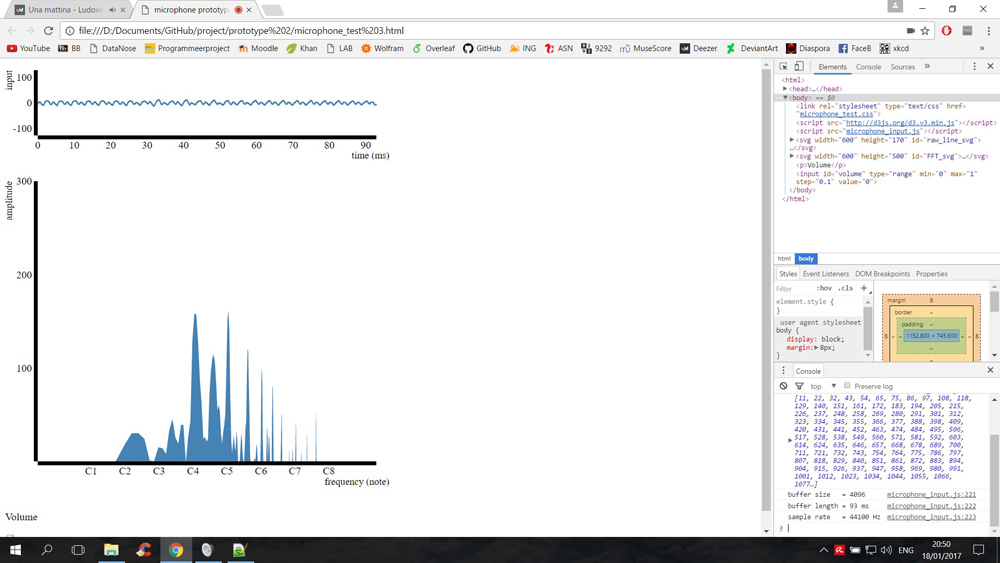 Una mattina - Ludovic
microphone prototype
file:///D:/Documents/GitHub/project/prototype%202/microphone_test%203.html
YouTube BB DataNose Programmeerproject Moodle Khan LAB Wolfram Overleaf GitHub ING ASN 9292 MuseScore Deezer DeviantArt Diaspora FaceB xkcd »
input
100
0
-100
0 10 20 30 40 50 60 70 80 90
time (ms)
amplitude
300
200
100
C1 C2 C3 C4 C5 C6 C7 C8
frequency (note)
Volume
Elements Console Sources »
<html>
<head>…</head>
<body> == $0
<link rel="stylesheet" type="text/css" href=
"microphone_test.css">
<script src="http://d3js.org/d3.v3.min.js"></script>
<script src="microphone_input.js"></script>
<svg width="600" height="170" id="raw_line_svg">
…</svg>
<svg width="600" height="500" id="FFT_svg">…</svg>
<p>Volume</p>
<input id="volume" type="range" min="0" max="1"
step="0.1" value="0">
</body>
</html>
html body
Styles Event Listeners DOM Breakpoints Properties
Filter :hov .cls +
element.style {
}
user agent stylesheet
body {
display: block;
margin: 8px;
}
margin 8
border -
padding -
8 - - 1152.800 × 745.600 - - 8
-
-
Console
top Preserve log
[11, 22, 32, 43, 54, 65, 75, 86, 97, 108, 118,
129, 140, 151, 161, 172, 183, 194, 205, 215,
226, 237, 248, 258, 269, 280, 291, 301, 312,
323, 334, 345, 355, 366, 377, 388, 398, 409,
420, 431, 441, 452, 463, 474, 484, 495, 506,
517, 528, 538, 549, 560, 571, 581, 592, 603,
614, 624, 635, 646, 657, 668, 678, 689, 700,
711, 721, 732, 743, 754, 764, 775, 786, 797,
807, 818, 829, 840, 851, 861, 872, 883, 894,
904, 915, 926, 937, 947, 958, 969, 980, 991,
1001, 1012, 1023, 1034, 1044, 1055, 1066,
1077…]
buffer size = 4096 microphone_input.js:221
buffer length = 93 ms microphone_input.js:222
sample rate = 44100 Hz microphone_input.js:223
ENG
20:50
18/01/2017